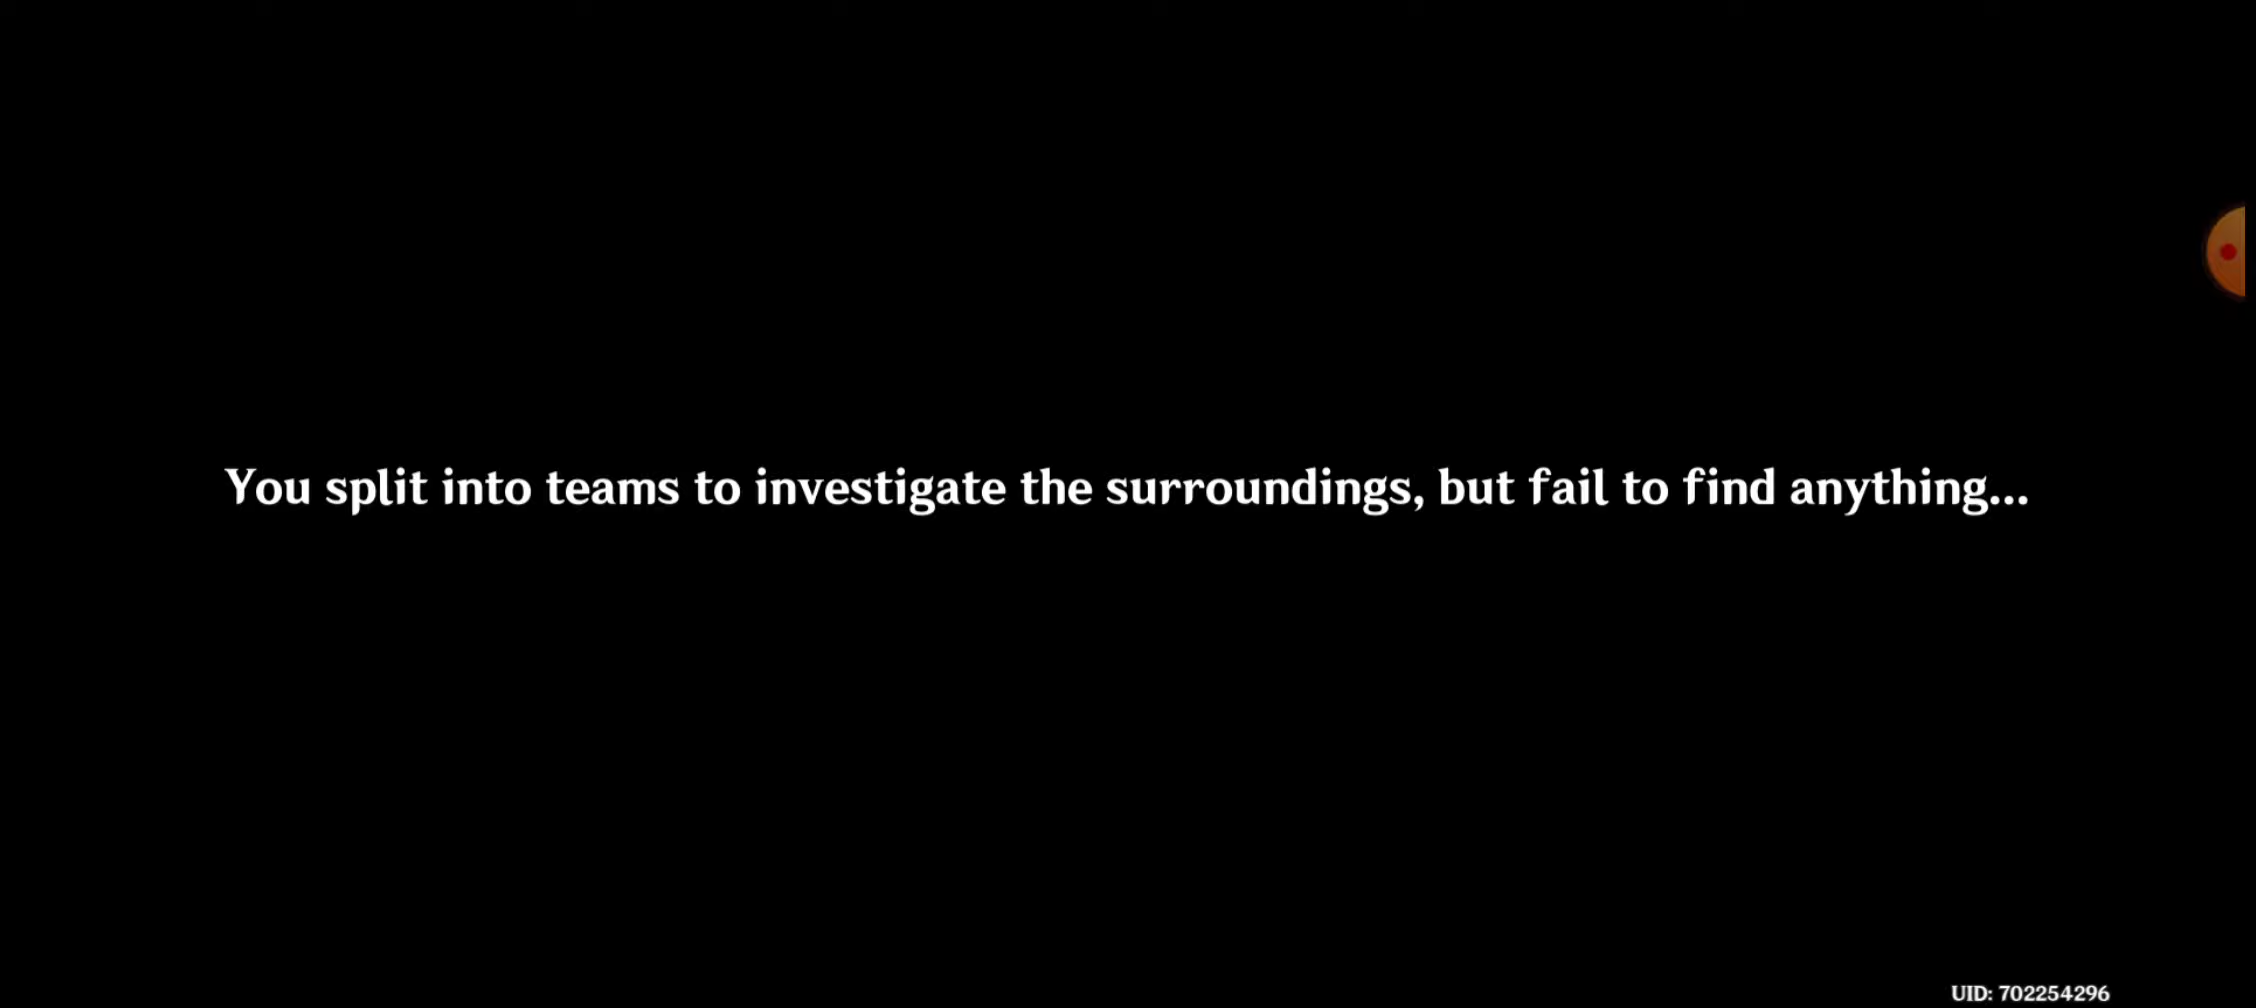 You split into teams to investigate the surroundings, but fail to find anything...
UID: 702254296